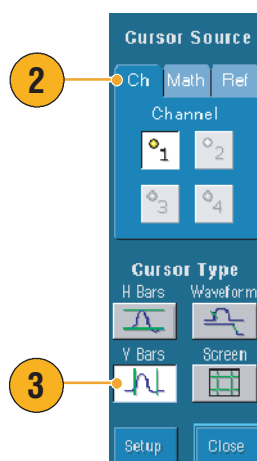 Cursor Source
2
Ch Math Ref
Channel
1 2
3 4
Cursor Type
H Bars Waveform
V Bars Screen
3
Setup Close